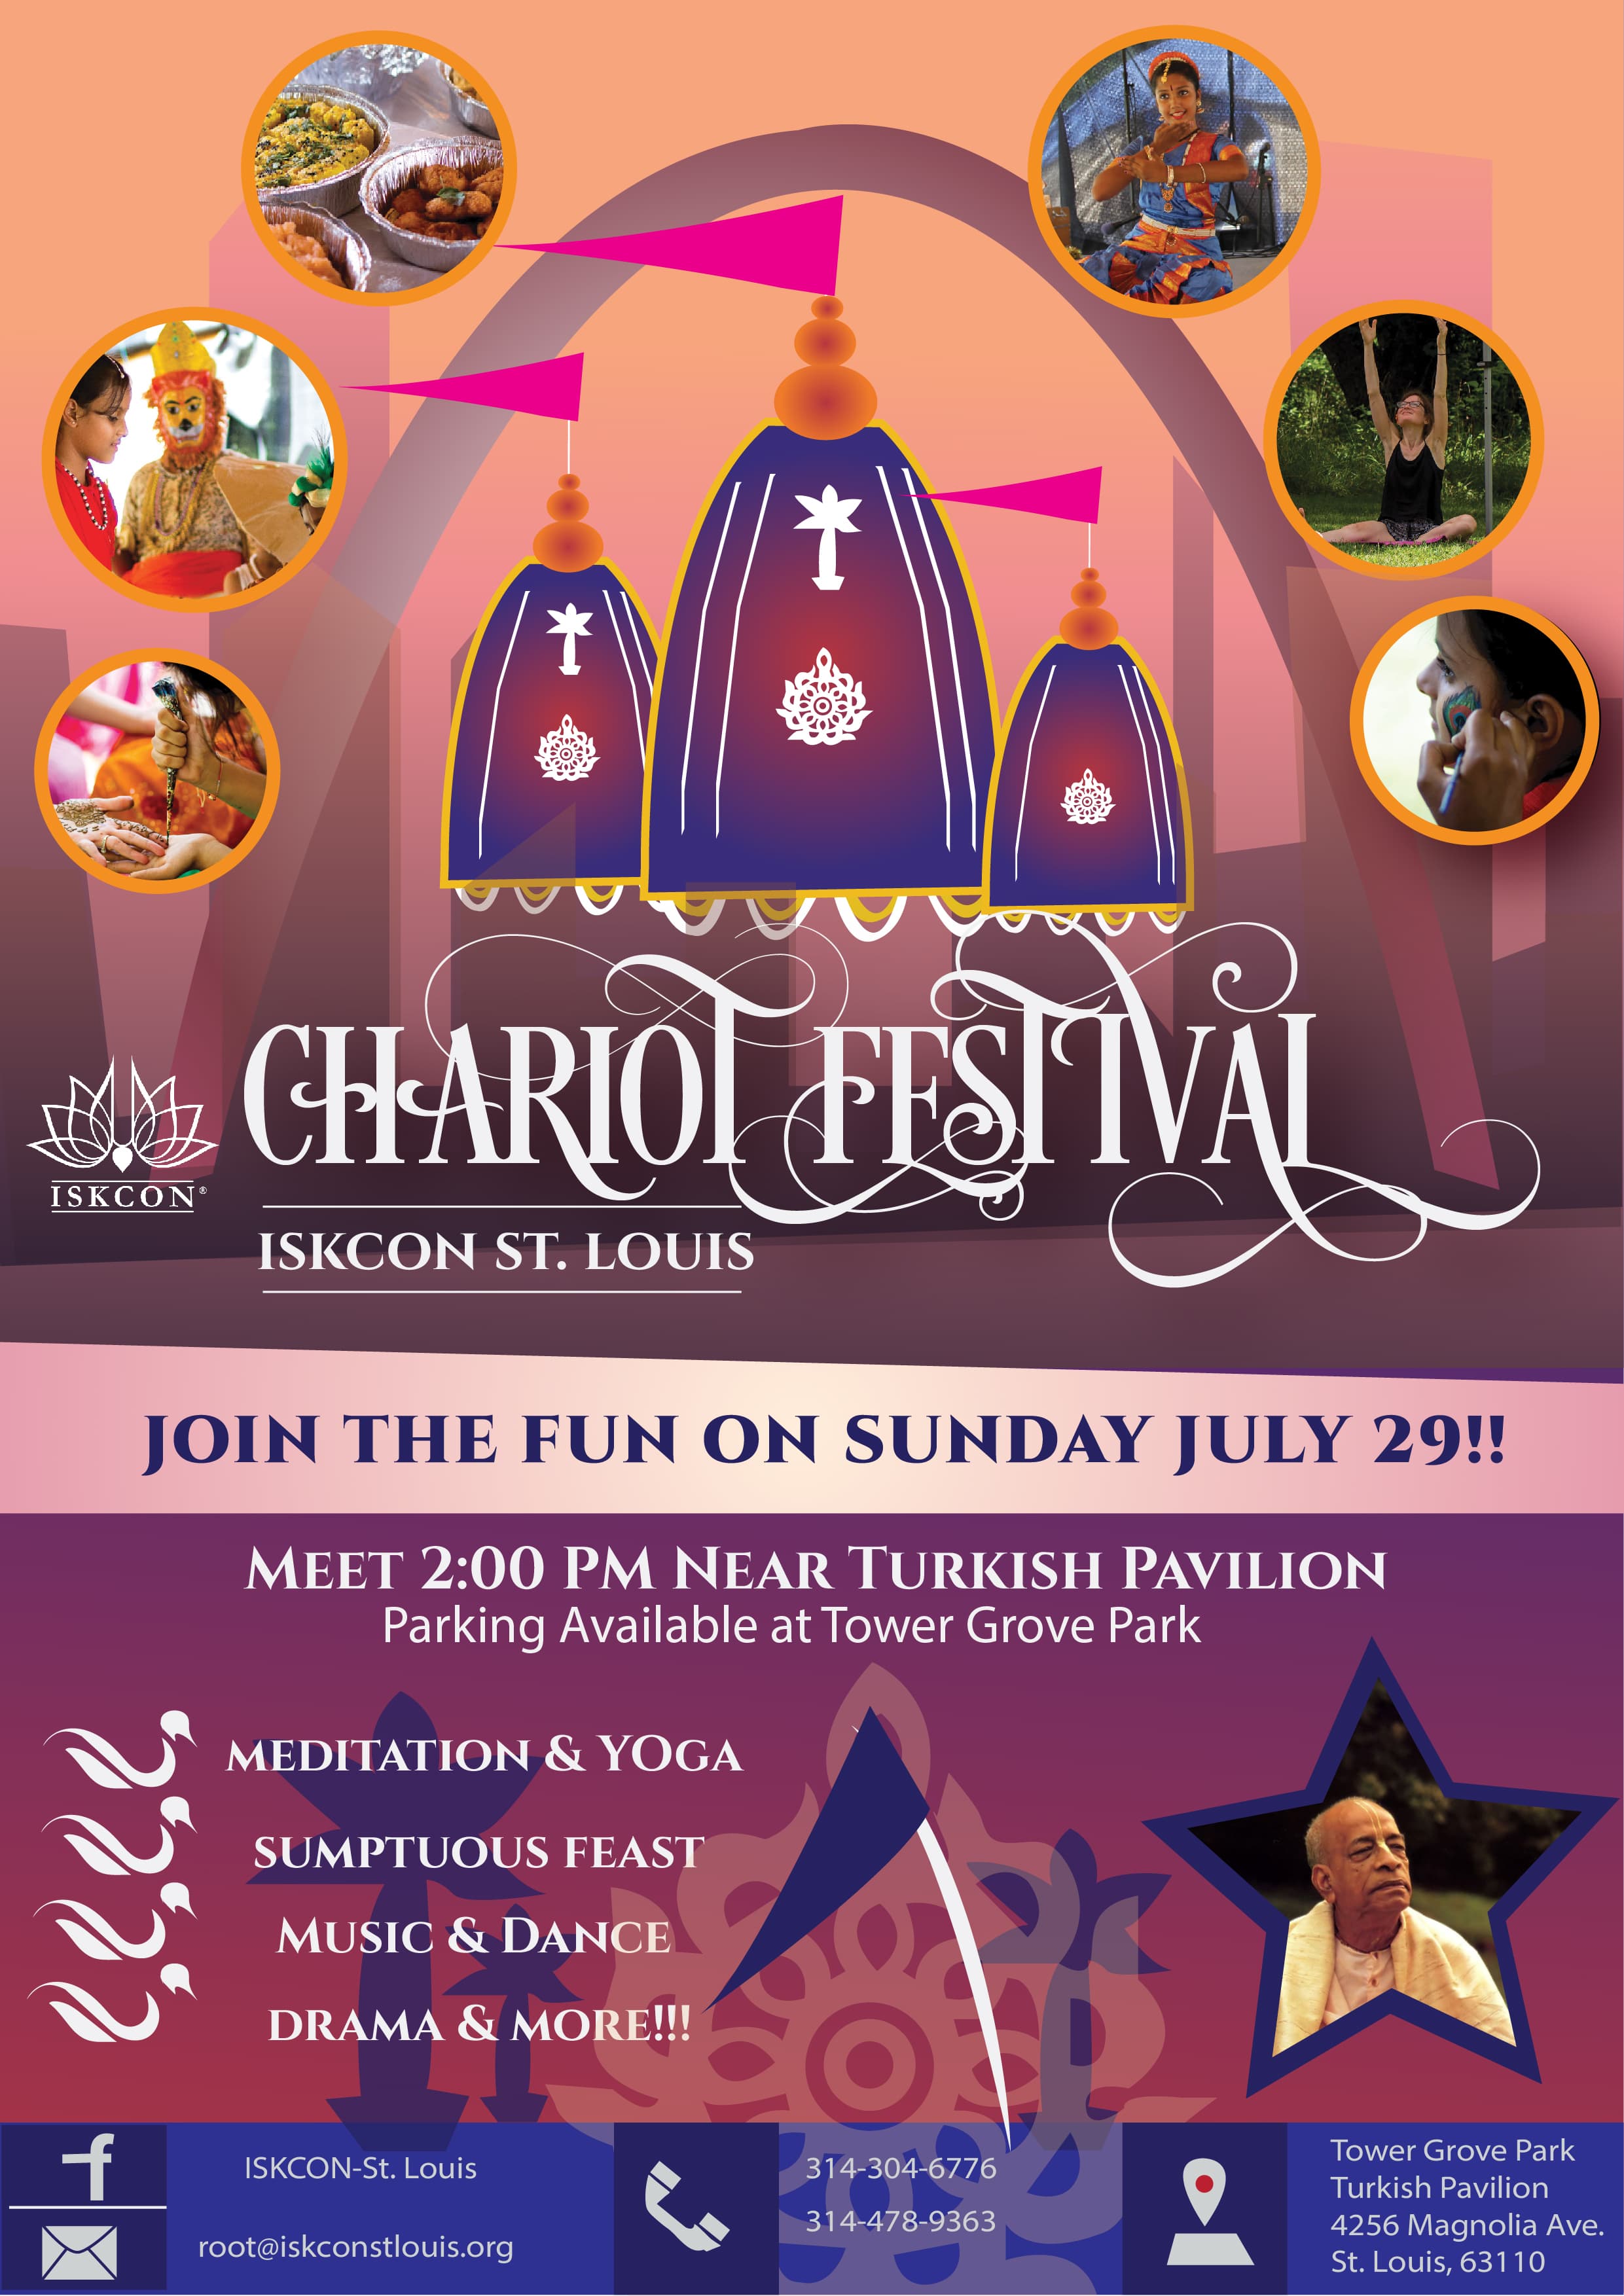 CHARIOT FESTIVAL
ISKCON®
ISKCON ST. LOUIS
JOIN THE FUN ON SUNDAY JULY 29!!
MEET 2:00 PM NEAR TURKISH PAVILION
Parking Available at Tower Grove Park
MEDITATION & YOGA
SUMPTUOUS FEAST
MUSIC & DANCE
DRAMA & MORE!!!
ISKCON-St. Louis
root@iskconstlouis.org
314-304-6776
314-478-9363
Tower Grove Park
Turkish Pavilion
4256 Magnolia Ave.
St. Louis, 63110